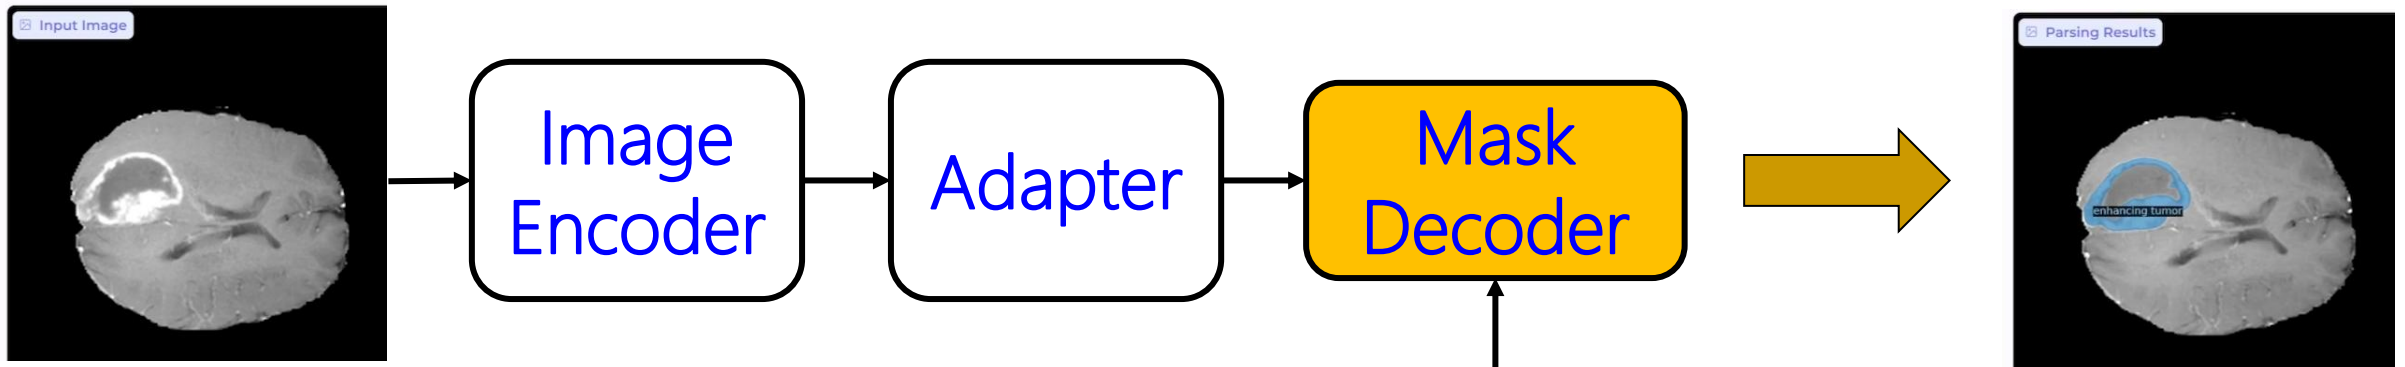 Input Image
Image
Encoder
Adapter
Mask
Decoder
Parsing Results
enhancing tumor